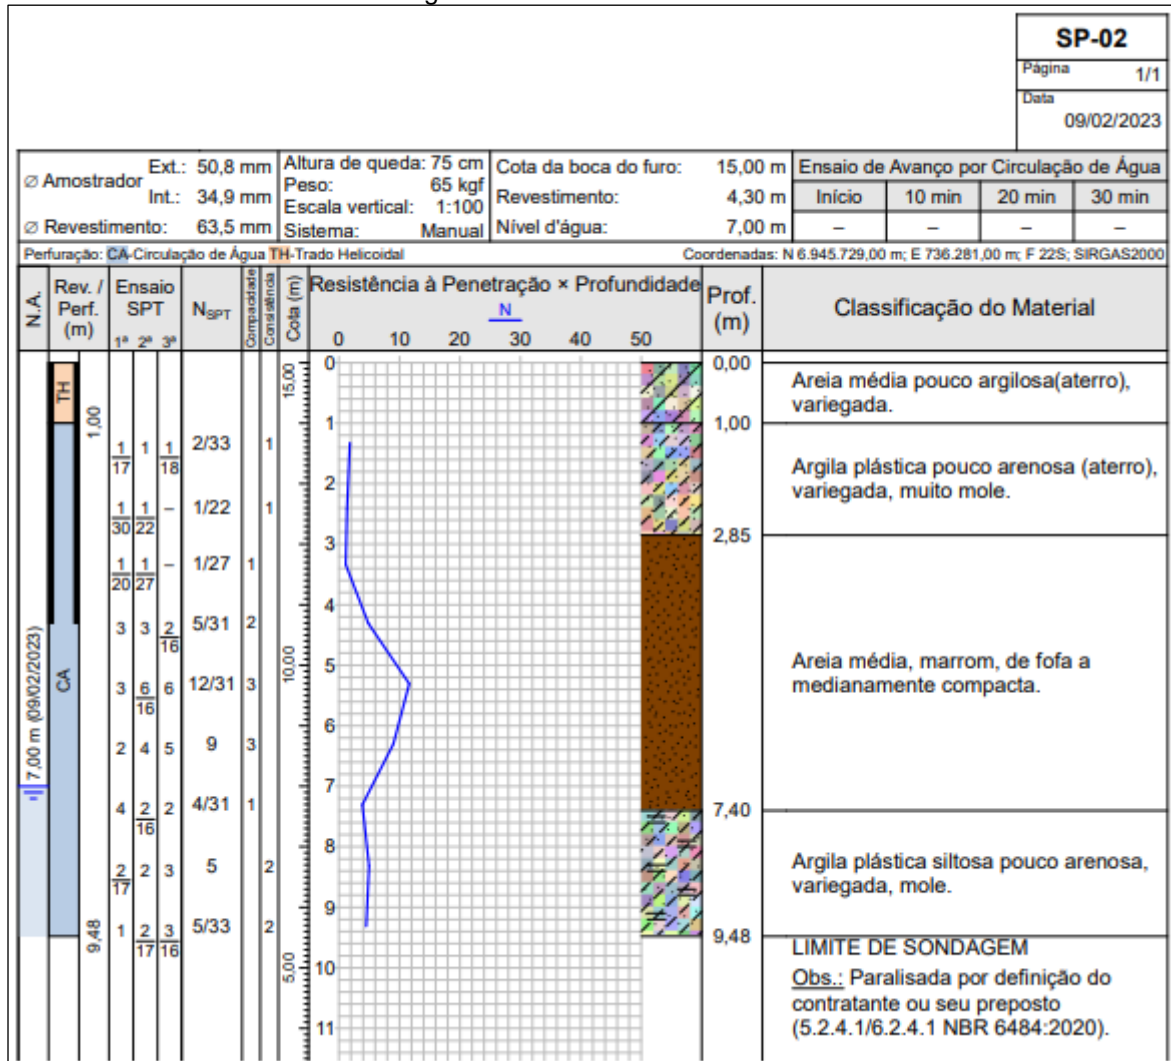 SP-02
Página 1/1
Data
09/02/2023
Ø Amostrador Ext.: 50,8 mm
Int.: 34,9 mm
Ø Revestimento: 63,5 mm
Altura de queda: 75 cm
Peso: 65 kgf
Escala vertical: 1:100
Sistema: Manual
Cota da boca do furo: 15,00 m
Revestimento: 4,30 m
Nível d'água: 7,00 m
Ensaio de Avanço por Circulação de Água
Início 10 min 20 min 30 min
– – – –
Perfuração: CA-Circulação de Água TH-Trado Helicoidal
Coordenadas: N 6.945.729,00 m; E 736.281,00 m; F 22S; SIRGAS2000
N.A.
Rev. / Perf. (m)
Ensaio SPT
1ª 2ª 3ª
NSPT
Compacidade
Consistência
Cota (m)
Resistência à Penetração × Profundidade
N
0 10 20 30 40 50
Prof. (m)
Classificação do Material
TH
1,00
CA
9,48
7,00 m (09/02/2023)
1/17 1 1/18 2/33 1
1/30 1/22 – 1/22 1
1/20 1/27 – 1/27 1
3 3 2/16 5/31 2
3 6/16 6 12/31 3
2 4 5 9 3
4 2/16 2 4/31 1
2/17 2 3 5 2
1 2/17 3/16 5/33 2
15,00
10,00
5,00
0
1
2
3
4
5
6
7
8
9
10
11
0,00
Areia média pouco argilosa(aterro),
variegada.
1,00
Argila plástica pouco arenosa (aterro),
variegada, muito mole.
2,85
Areia média, marrom, de fofa a
medianamente compacta.
7,40
Argila plástica siltosa pouco arenosa,
variegada, mole.
9,48
LIMITE DE SONDAGEM
Obs.: Paralisada por definição do
contratante ou seu preposto
(5.2.4.1/6.2.4.1 NBR 6484:2020).